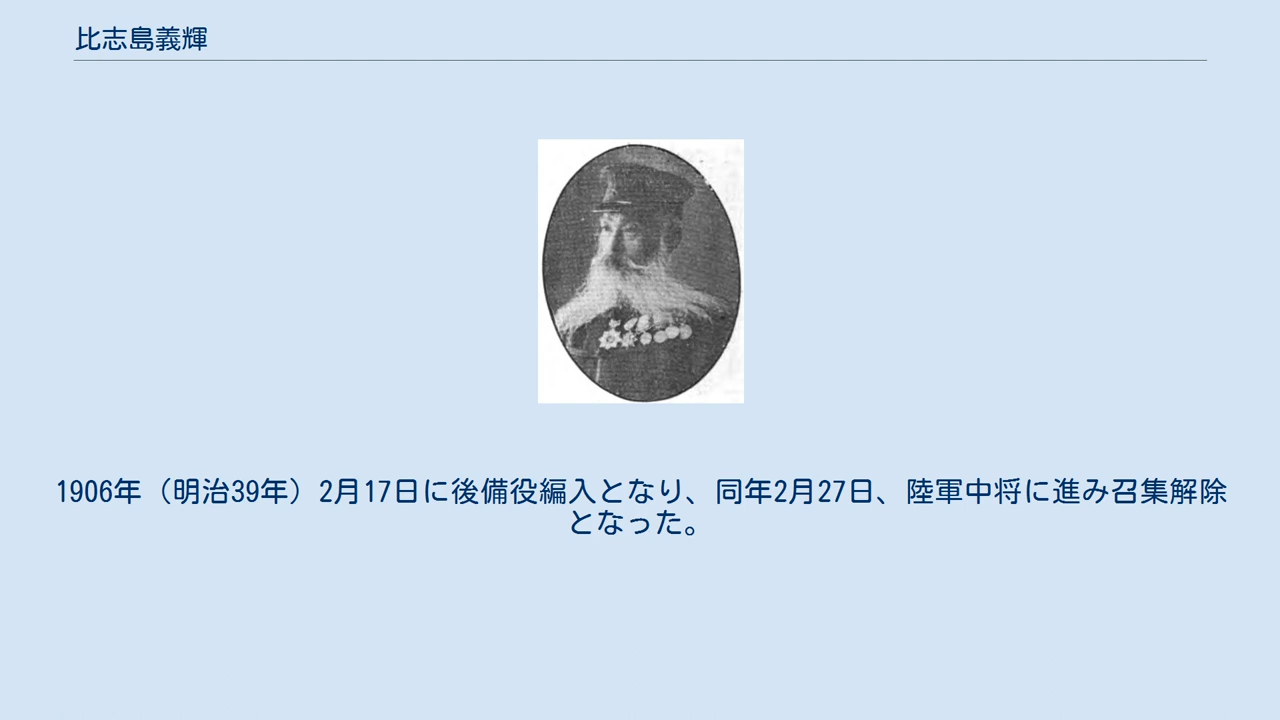 比志島義輝
1906年（明治39年）2月17日に後備役編入となり、同年2月27日、陸軍中将に進み召集解除
となった。